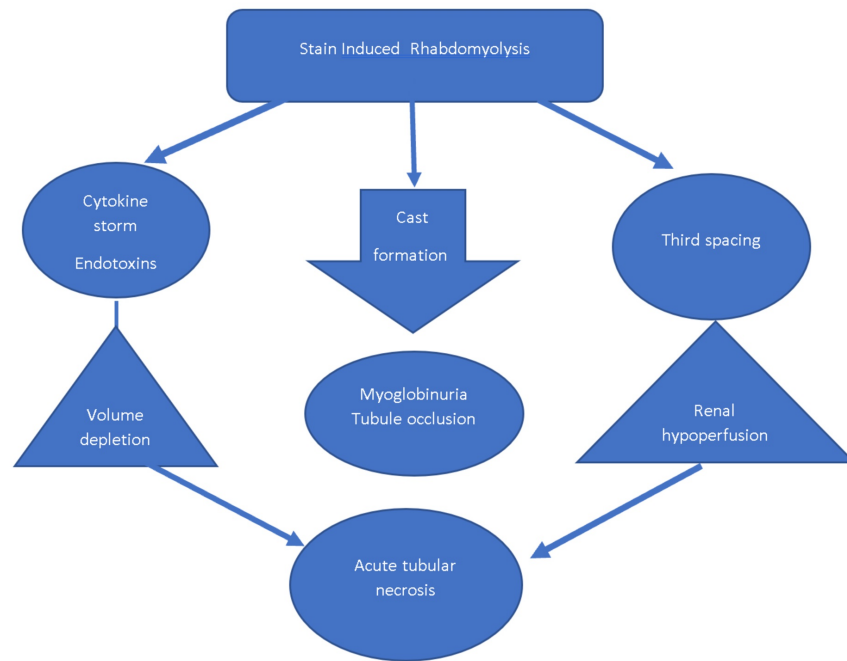 Stain Induced Rhabdomyolysis
Cytokine
storm
Endotoxins
Cast
formation
Third spacing
Volume
depletion
Myoglobinuria
Tubule occlusion
Renal
hypoperfusion
Acute tubular
necrosis